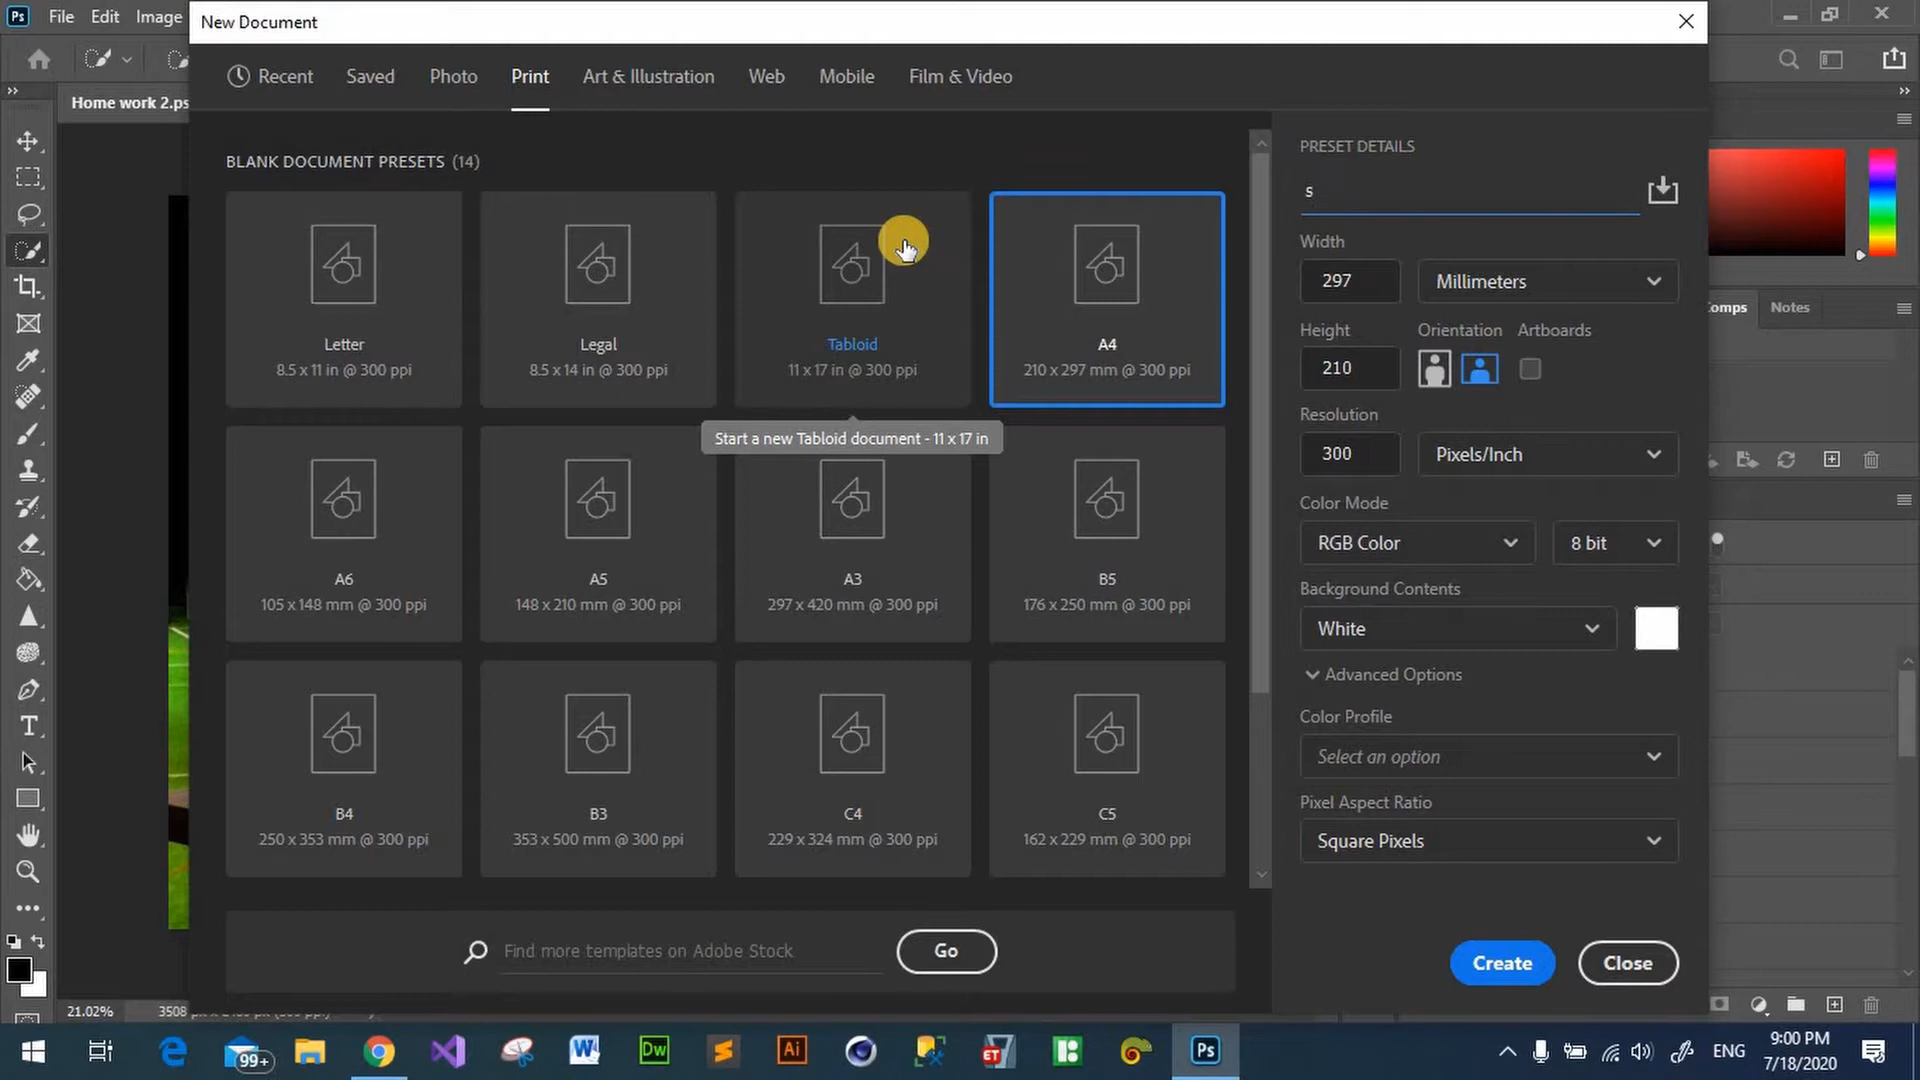 Ps File Edit Image
New Document
Recent Saved Photo Print Art & Illustration Web Mobile Film & Video
Home work 2.ps
BLANK DOCUMENT PRESETS (14)
Letter
8.5 x 11 in @ 300 ppi
Legal
8.5 x 14 in @ 300 ppi
Tabloid
11 x 17 in @ 300 ppi
A4
210 x 297 mm @ 300 ppi
Start a new Tabloid document - 11 x 17 in
A6
105 x 148 mm @ 300 ppi
A5
148 x 210 mm @ 300 ppi
A3
297 x 420 mm @ 300 ppi
B5
176 x 250 mm @ 300 ppi
B4
250 x 353 mm @ 300 ppi
B3
353 x 500 mm @ 300 ppi
C4
229 x 324 mm @ 300 ppi
C5
162 x 229 mm @ 300 ppi
Find more templates on Adobe Stock
Go
PRESET DETAILS
s
Width
297 Millimeters
Height Orientation Artboards
210
Resolution
300 Pixels/Inch
Color Mode
RGB Color 8 bit
Background Contents
White
Advanced Options
Color Profile
Select an option
Pixel Aspect Ratio
Square Pixels
Create Close
Comps Notes
21.02% 3508
99+ Dw Ai ET Ps
ENG
9:00 PM
7/18/2020